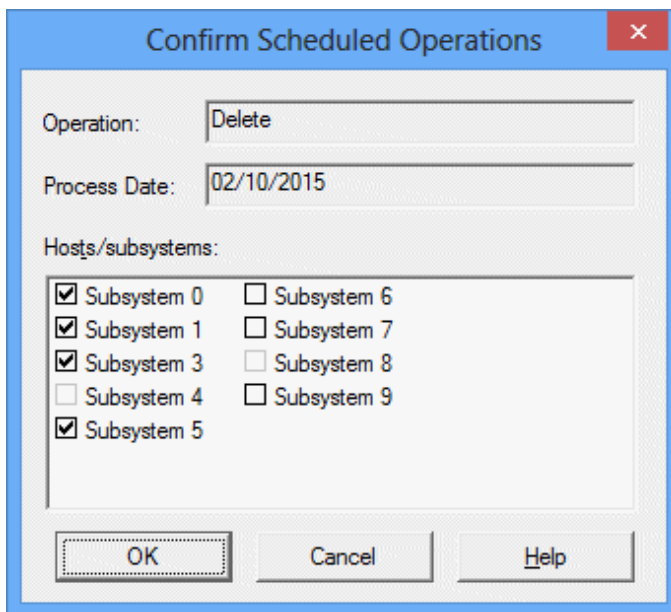 Confirm Scheduled Operations
Operation: Delete
Process Date: 02/10/2015
Hosts/subsystems:
Subsystem 0 Subsystem 6
Subsystem 1 Subsystem 7
Subsystem 3 Subsystem 8
Subsystem 4 Subsystem 9
Subsystem 5
OK Cancel Help